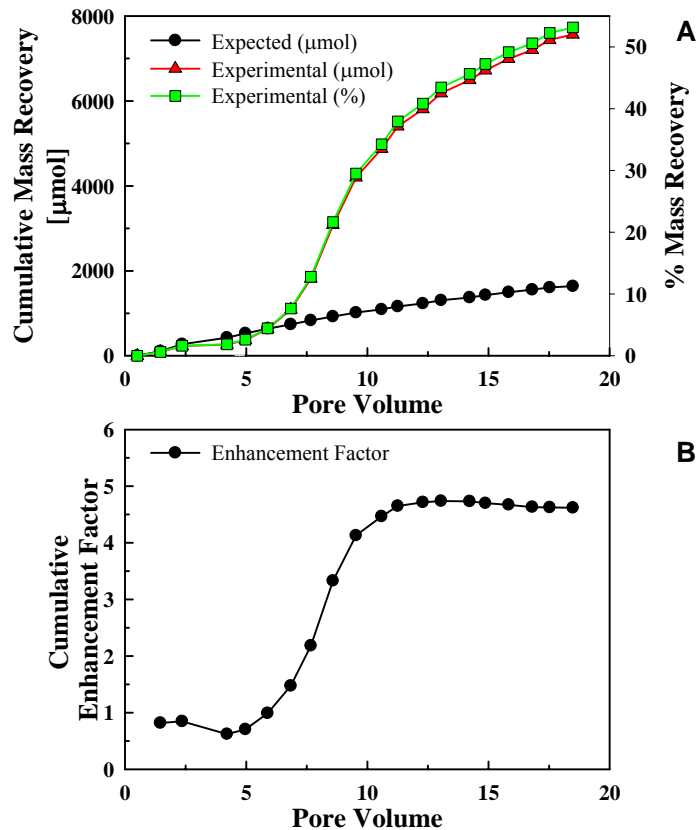 A
Expected (μmol)
Experimental (μmol)
Experimental (%)
Cumulative Mass Recovery
[μmol]
8000
6000
4000
2000
0
% Mass Recovery
50
40
30
20
10
0
0 5 10 15 20
Pore Volume
B
Enhancement Factor
Cumulative
Enhancement Factor
6
5
4
3
2
1
0
0 5 10 15 20
Pore Volume